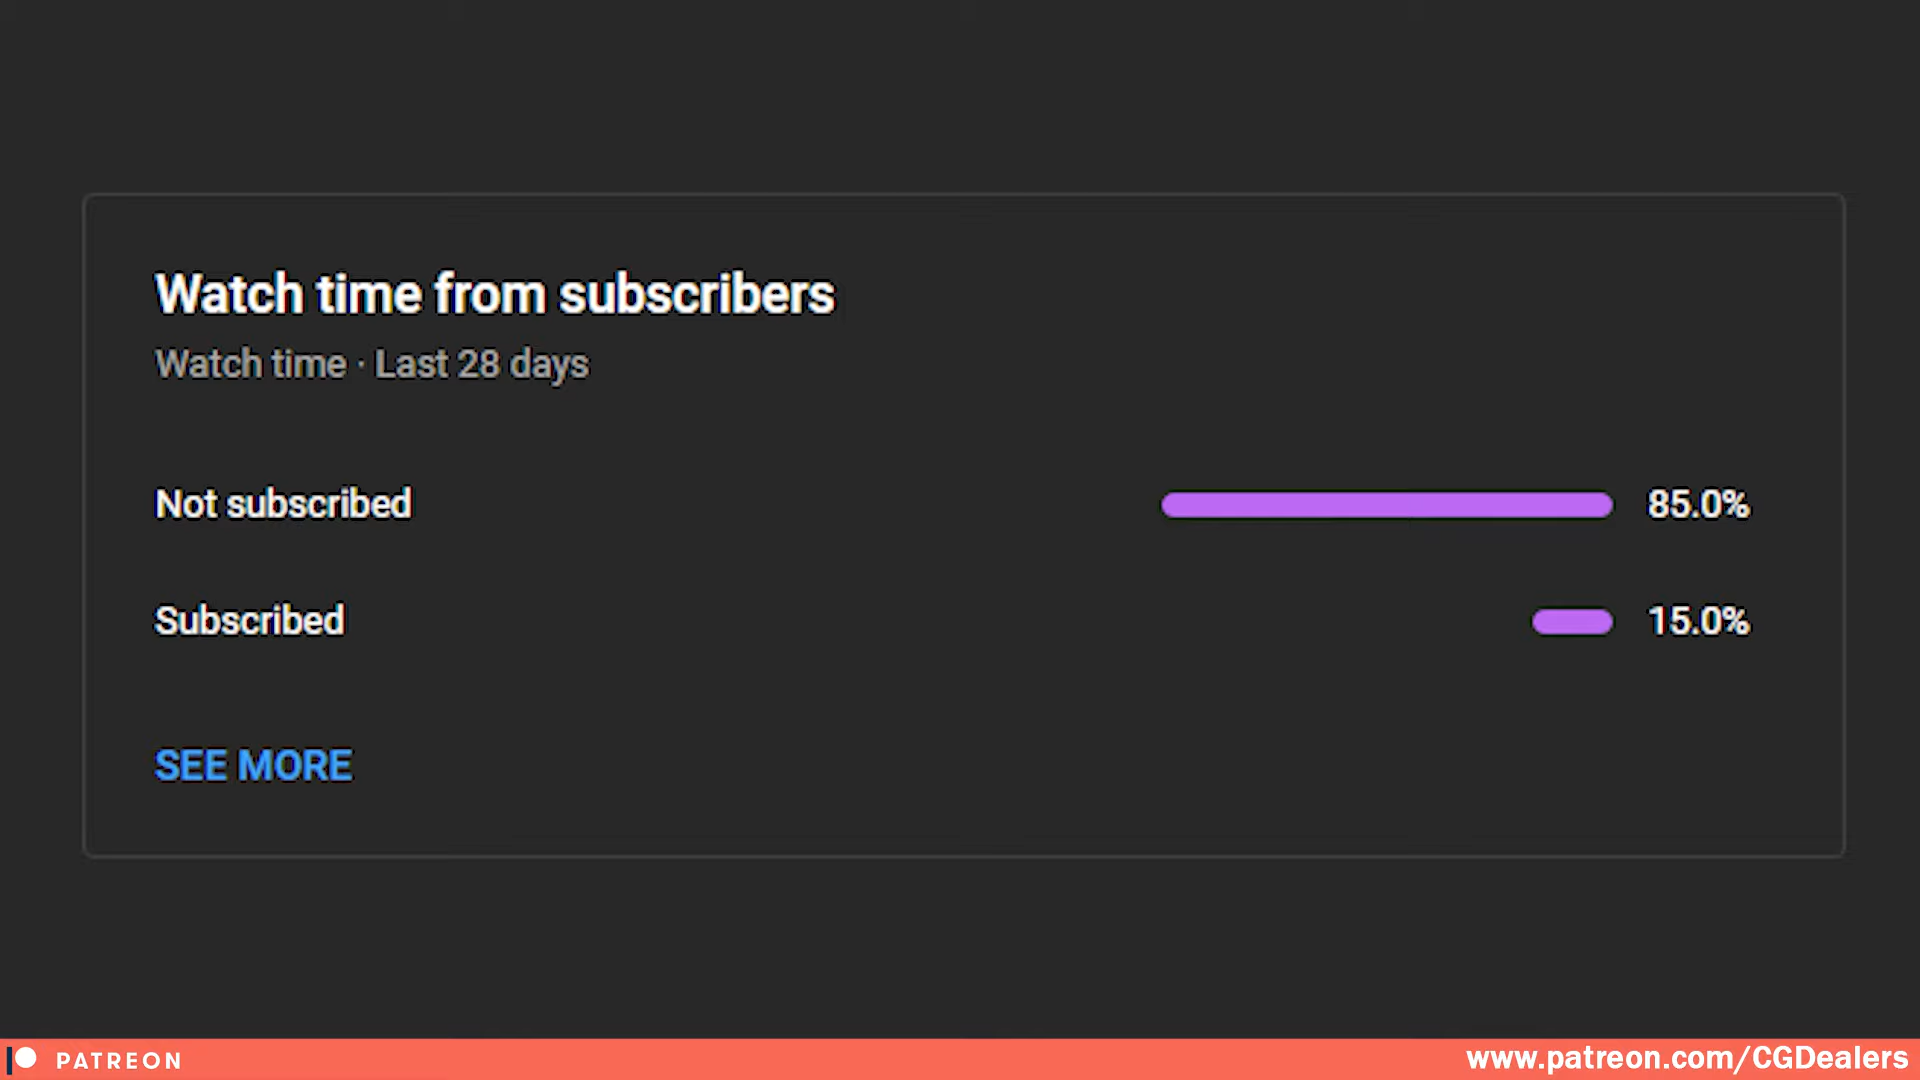 Watch time from subscribers
Watch time · Last 28 days
Not subscribed 85.0%
Subscribed 15.0%
SEE MORE
PATREON www.patreon.com/CGDealers